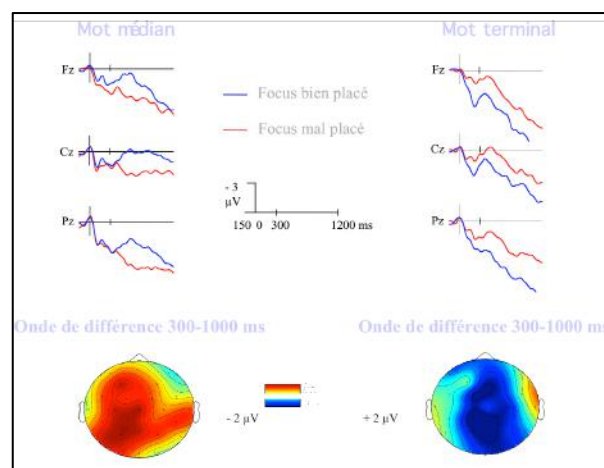 Mot médian
Mot terminal
Fz
Fz
Focus bien placé
Focus mal placé
Cz
Cz
- 3
µV
150 0 300 1200 ms
Pz
Pz
Onde de différence 300-1000 ms
Onde de différence 300-1000 ms
- 2 µV
+ 2 µV